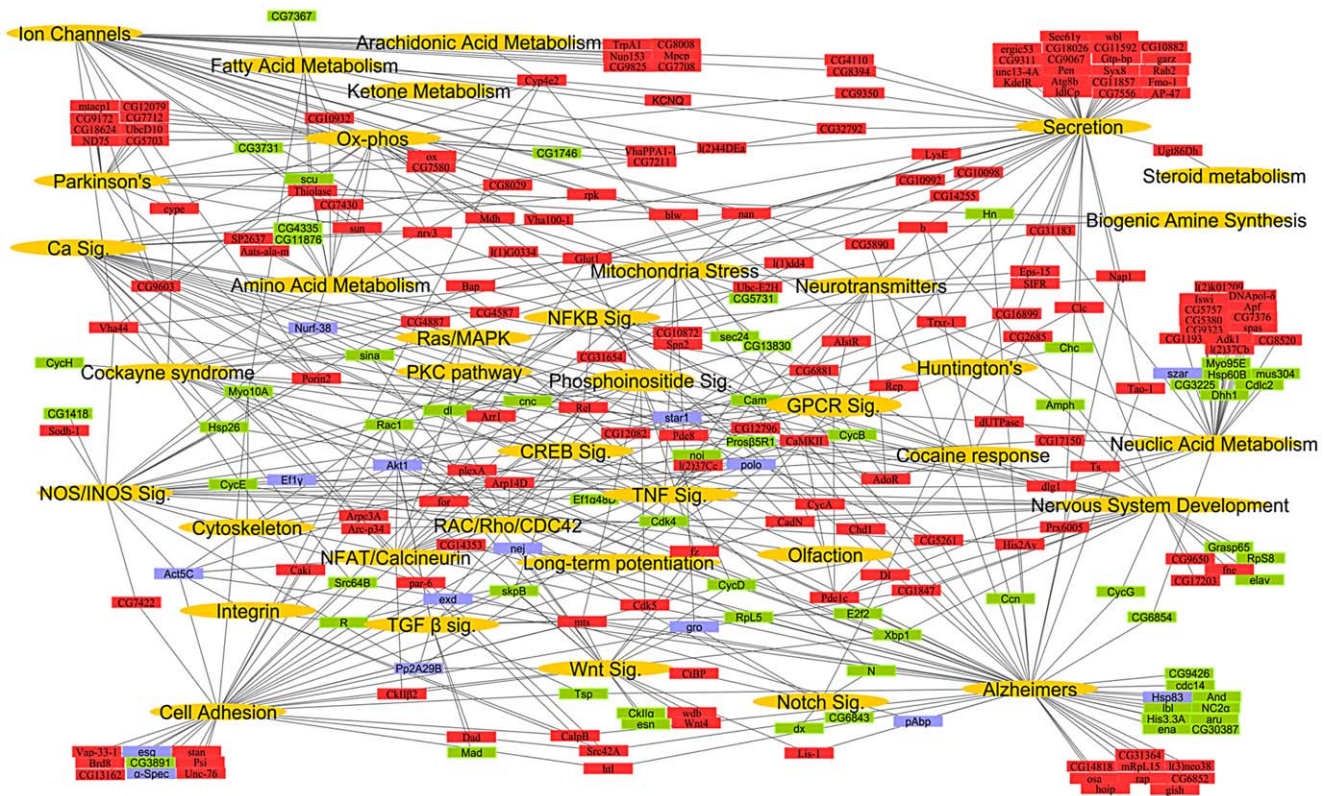 CG7367
Ion Channels
Arachidonic Acid Metabolism
TrpA1 CG8008
Nup153 Mpcp
CG9825 CG7708
CG4110
CG8394
Sec61γ wbl
ergic53 CG18026 CG11592 CG10882
CG9311 CG9067 Gtp-bp garz
unc13-4A Pen Syx8 Rab2
KdelR Atg8b CG11857 Fmo-1
ldlCp CG7556 AP-47
Fatty Acid Metabolism
Ketone Metabolism
Cyp4e2
KCNQ
CG9350
mtacp1 CG12079
CG9172 CG7712
CG18624 UbcD10
ND75 CG5703
CG10932
Ox-phos
CG32792
Secretion
CG3731
ox
CG7580
CG1746
VhaPPA1-1
CG7211
l(2)44DEa
LysE
Ugt86Dh
Steroid metabolism
Parkinson's
scu
Thiolase
CG7430
CG8029
rpk
CG10992
CG10098
CG14255
cype
CG4335
CG11876
sun
nrv3
Mdh
Vha100-1
blw
nan
Hn
Biogenic Amine Synthesis
Ca Sig.
SP2637
Aats-ala-m
l(1)G0334
Glut1
CG5890
b
CG31183
CG9603
Amino Acid Metabolism
Bap
Mitochondria Stress
l(1)dd4
Ubc-E2H
CG5731
Neurotransmitters
Eps-15
SIFR
Nap1
Vha44
Nurf-38
CG4887
CG4587
NFKB Sig.
Trxr-1
CG16899
Clc
l(2)k01209
Iswi DNApol-δ
CG5757 Apf
CG5380 CG7376
CG9323 spas
CG1193 Adk1 CG8520
l(2)37Cb
sina
Ras/MAPK
CG10872
Spn2
sec24
CG13830
AlstR
CG2685
Chc
CycH
Cockayne syndrome
Porin2
PKC pathway
CG31654
Phosphoinositide Sig.
CG6881
Huntington's
Myo95E
szar Hsp60B mus304
CG3225 Cdlc2
Dhh1
Myo10A
cnc
Rep
Tao-1
CG1418
Sodh-1
Hsp26
Rac1
dl
Arr1
Rel
star1
Cam
GPCR Sig.
Amph
dUTPase
CG12082
Pde8
CG12796
Prosβ5R1
CaMKII
CycB
CG17150
Neuclic Acid Metabolism
Akt1
plexA
CREB Sig.
noi
l(2)37Cc
polo
Cocaine response
Ts
NOS/INOS Sig.
CycE
Ef1γ
Arp14D
AdoR
dlg1
for
Ef1α48D
TNF Sig.
CycA
Nervous System Development
Cytoskeleton
Arpc3A
Arc-p34
RAC/Rho/CDC42
Cdk4
CadN
Chd1
Prx6005
CG14353
nej
fz
CG5261
His2Av
NFAT/Calcineurin
Long-term potentiation
Olfaction
Grasp65
CG9650 RpS8
fne
CG17203 elav
Act5C
Caki
Src64B
par-6
skpB
CycD
Dl
CG1847
Pde1c
Ccn
CycG
CG7422
Integrin
exd
Cdk5
RpL5
E2f2
CG6854
R
TGF β sig.
mts
gro
Xbp1
Pp2A29B
Wnt Sig.
CiBP
N
CkIIβ2
Tsp
Notch Sig.
Alzheimers
CG9426
cdc14
Hsp83 And
lbl NC2α
His3.3A aru
ena CG30387
Cell Adhesion
CkIIα
esn
wdb
Wnt4
CG6843
dx
pAbp
Dad
Mad
CalpB
Src42A
htl
Lis-1
Vap-33-1 esg stan
Brd8 CG3891 Psi
CG13162 α-Spec Unc-76
CG31364
CG14818 mRpL15 l(3)neo38
osa rap CG6852
hoip gish